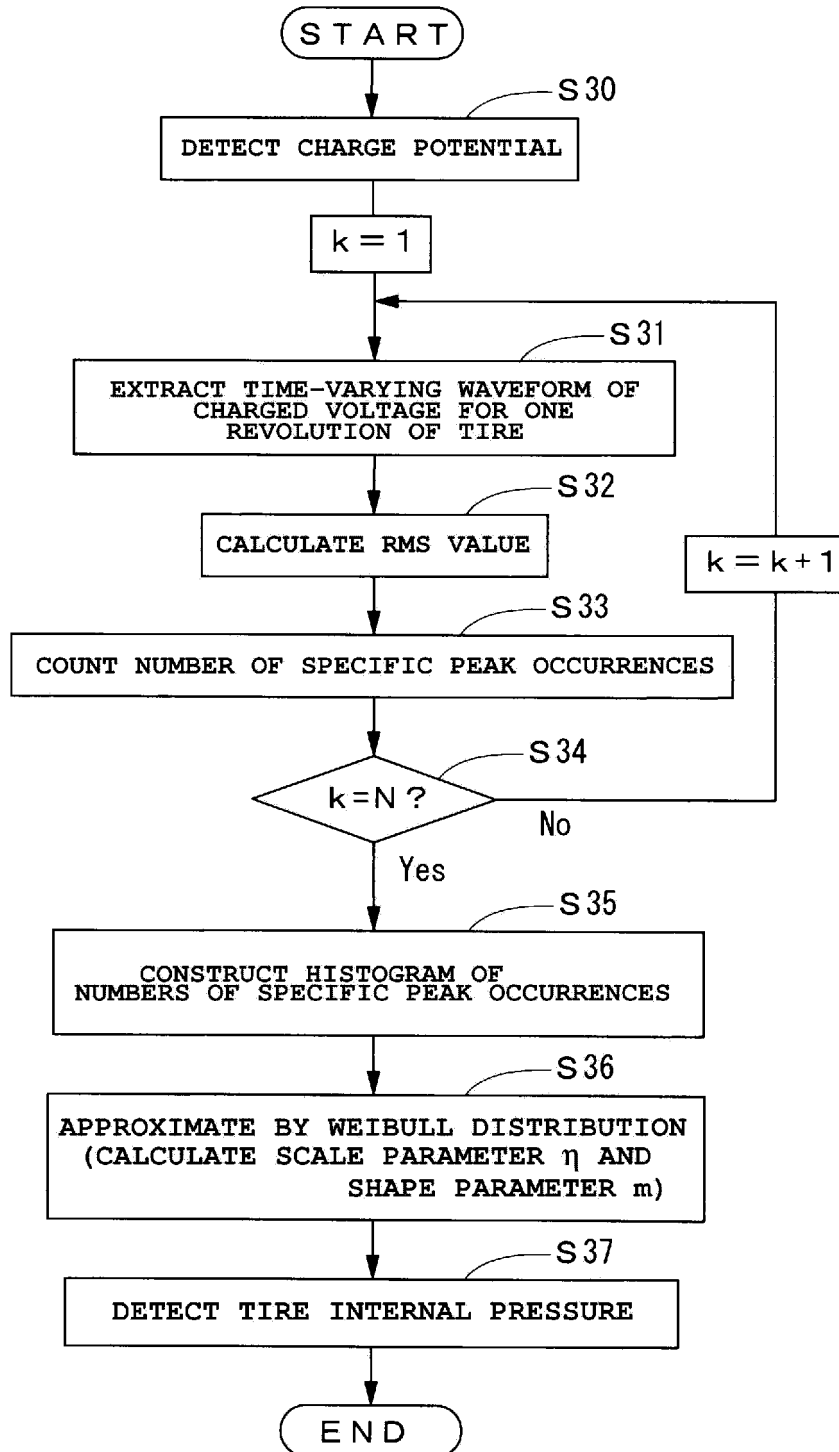 START
S30
DETECT CHARGE POTENTIAL
k = 1
S31
EXTRACT TIME-VARYING WAVEFORM OF
CHARGED VOLTAGE FOR ONE
REVOLUTION OF TIRE
S32
CALCULATE RMS VALUE
k = k + 1
S33
COUNT NUMBER OF SPECIFIC PEAK OCCURRENCES
S34
k=N?
No
Yes
S35
CONSTRUCT HISTOGRAM OF
NUMBERS OF SPECIFIC PEAK OCCURRENCES
S36
APPROXIMATE BY WEIBULL DISTRIBUTION
(CALCULATE SCALE PARAMETER η AND
SHAPE PARAMETER m)
S37
DETECT TIRE INTERNAL PRESSURE
END